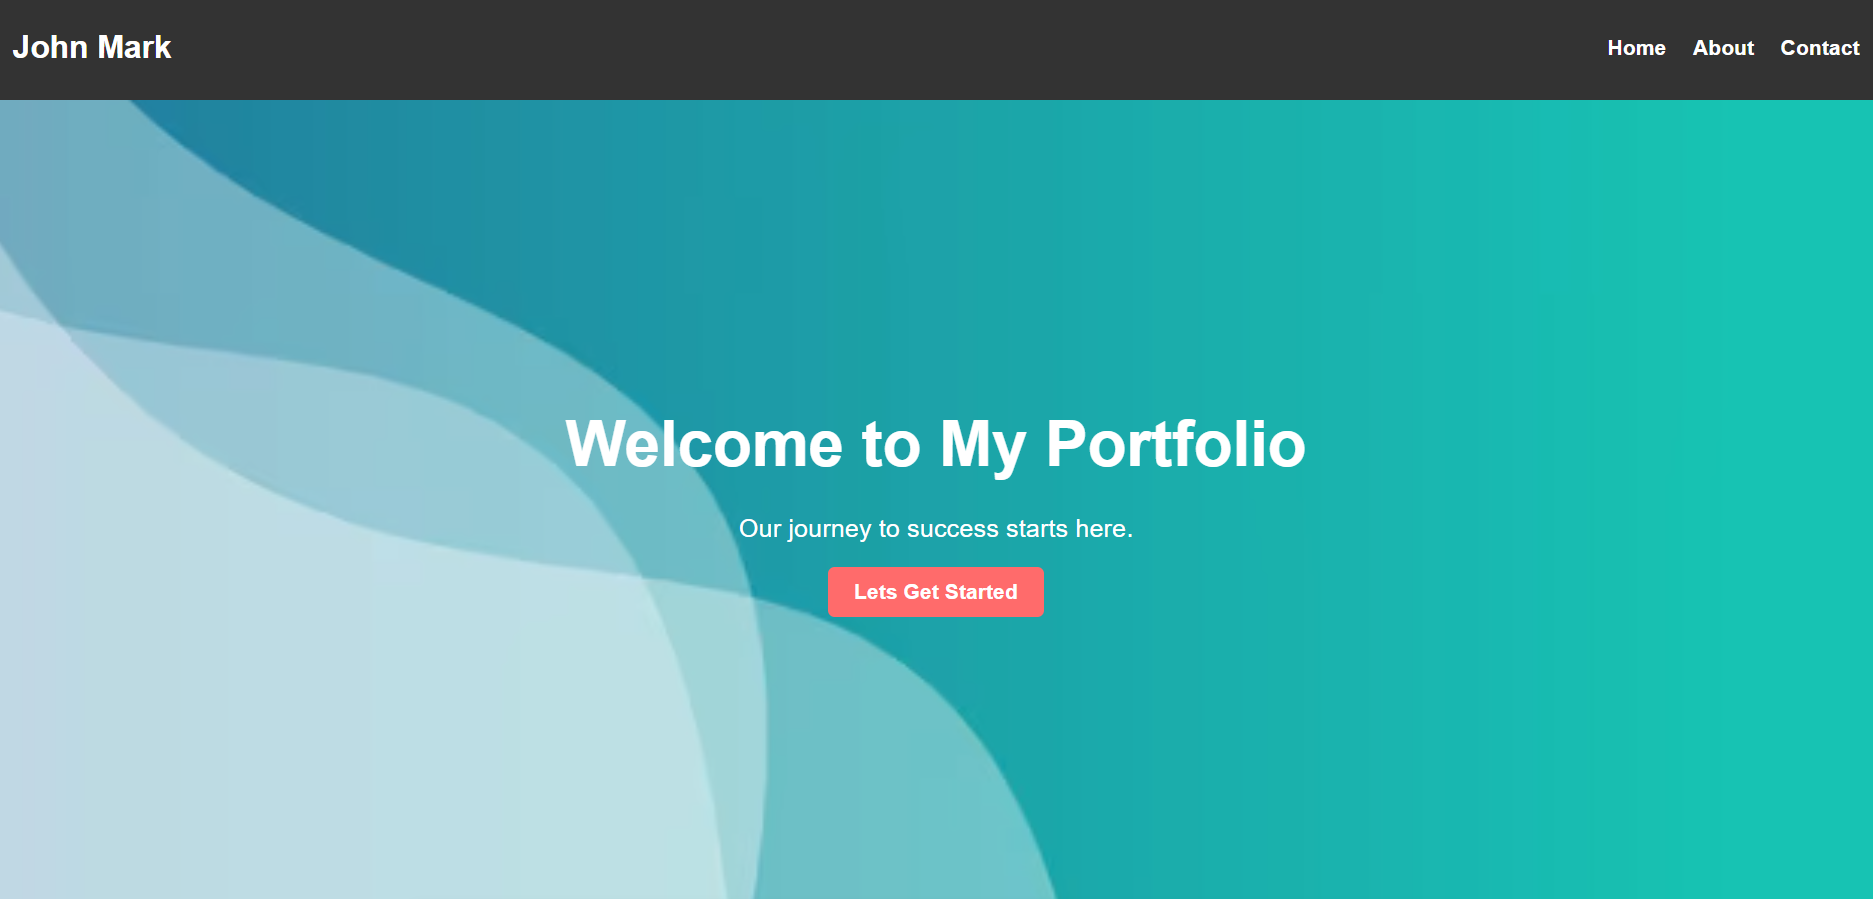 John Mark
Home About Contact
Welcome to My Portfolio
Our journey to success starts here.
Lets Get Started